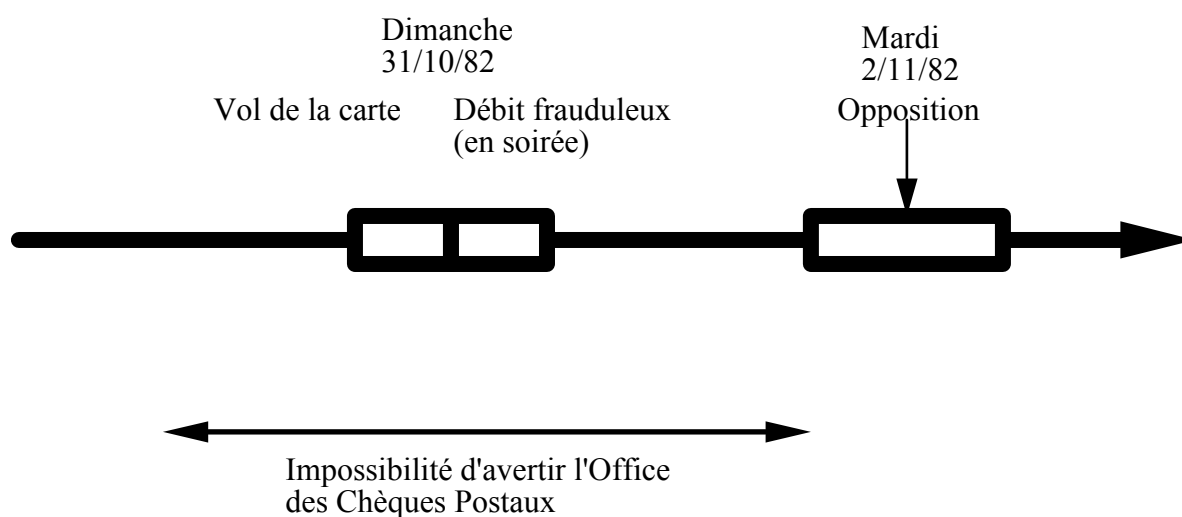 Dimanche
31/10/82
Mardi
2/11/82
Vol de la carte
Débit frauduleux
(en soirée)
Opposition
Impossibilité d'avertir l'Office
des Chèques Postaux